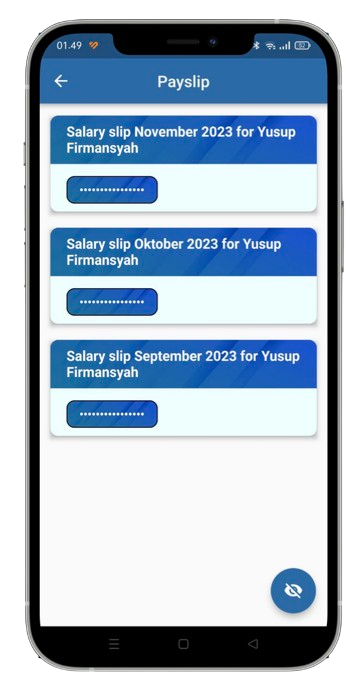 01.49
Payslip
Salary slip November 2023 for Yusup
Firmansyah
•••••••••••••••
Salary slip Oktober 2023 for Yusup
Firmansyah
•••••••••••••••
Salary slip September 2023 for Yusup
Firmansyah
•••••••••••••••